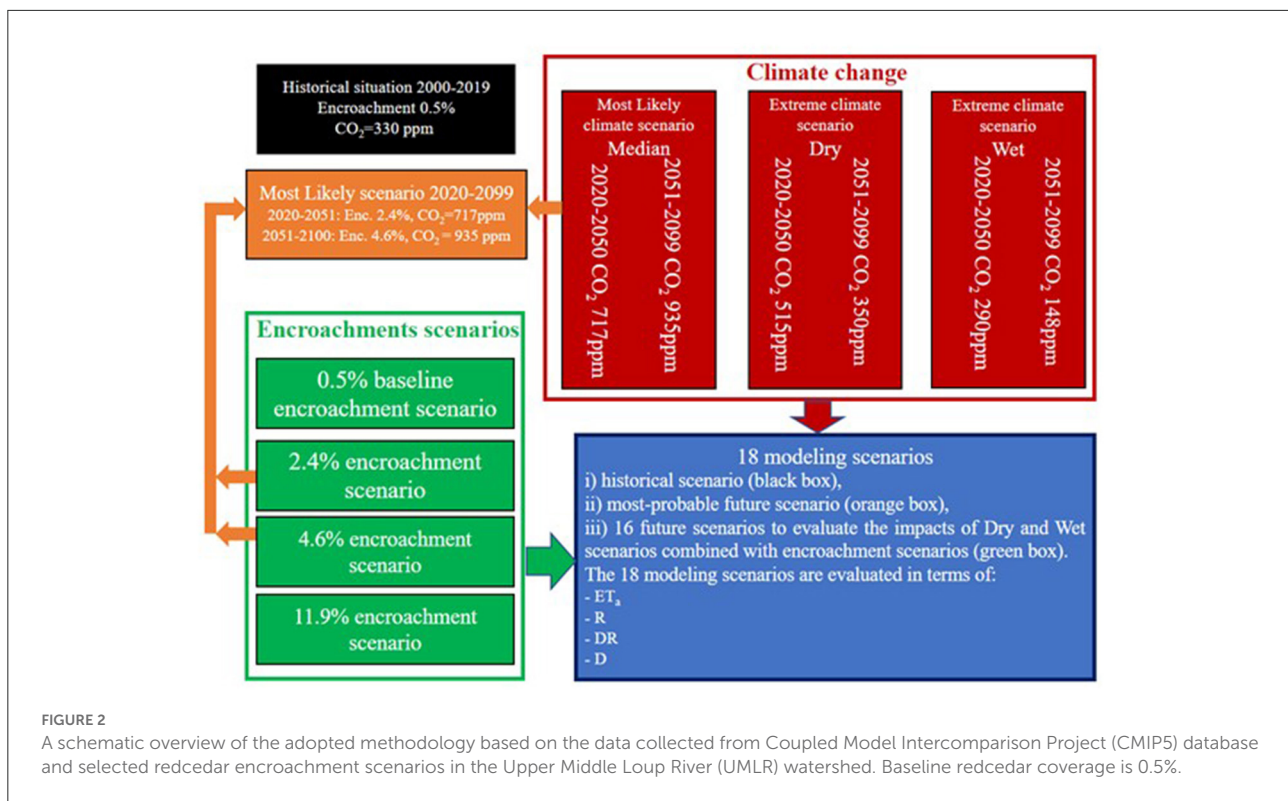 Historical situation 2000-2019
Encroachment 0.5%
CO₂=330 ppm
Climate change
Most Likely
climate scenario
Median
2020-2050 CO₂ 717ppm
2051-2099 CO₂ 935ppm
Extreme climate
scenario
Dry
2020-2050 CO₂ 515ppm
2051-2099 CO₂ 350ppm
Extreme climate
scenario
Wet
2020-2050 CO₂ 290ppm
2051-2099 CO₂ 148ppm
Most Likely scenario 2020-2099
2020-2051: Enc. 2.4%, CO₂=717ppm
2051-2100: Enc. 4.6%, CO₂ = 935 ppm
Encroachments scenarios
0.5% baseline
encroachment scenario
2.4% encroachment
scenario
4.6% encroachment
scenario
11.9% encroachment
scenario
18 modeling scenarios
i) historical scenario (black box),
ii) most-probable future scenario (orange box),
iii) 16 future scenarios to evaluate the impacts of Dry and Wet
scenarios combined with encroachment scenarios (green box).
The 18 modeling scenarios are evaluated in terms of:
- ETₐ
- R
- DR
- D
FIGURE 2
A schematic overview of the adopted methodology based on the data collected from Coupled Model Intercomparison Project (CMIP5) database
and selected redcedar encroachment scenarios in the Upper Middle Loup River (UMLR) watershed. Baseline redcedar coverage is 0.5%.